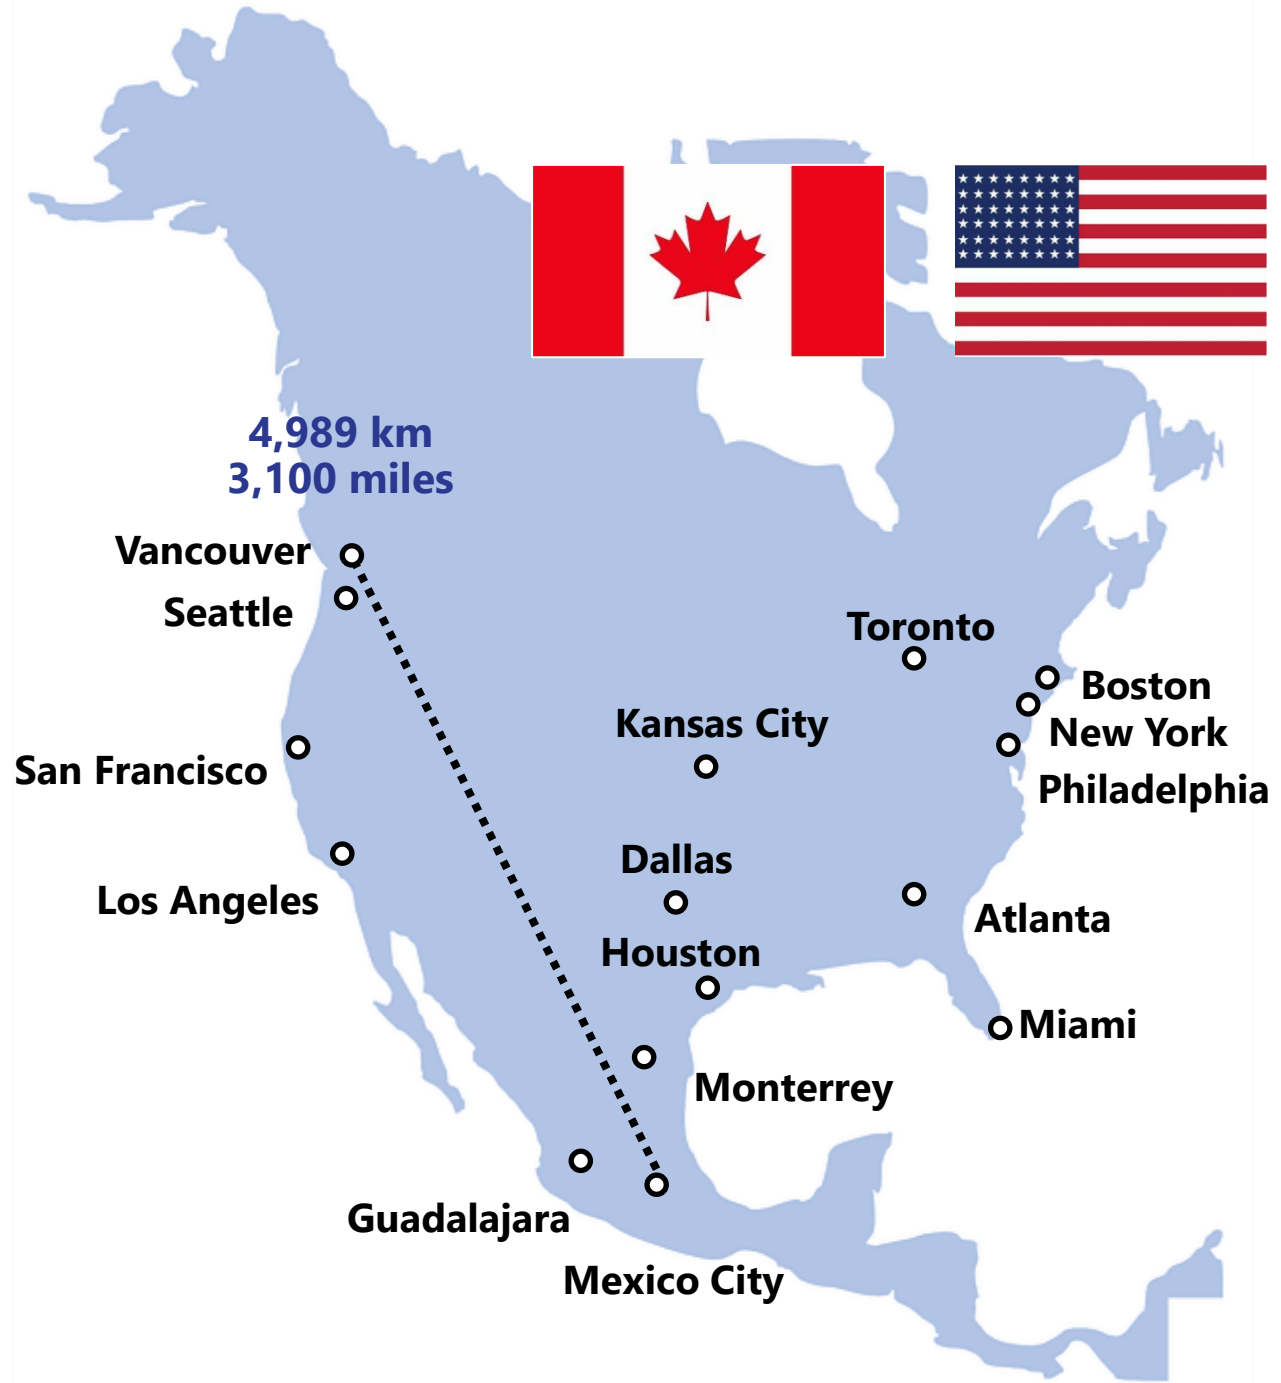 4,989 km
3,100 miles
Vancouver
Seattle
Toronto
Boston
Kansas City
New York
San Francisco
Philadelphia
Dallas
Los Angeles
Atlanta
Houston
Miami
Monterrey
Guadalajara
Mexico City